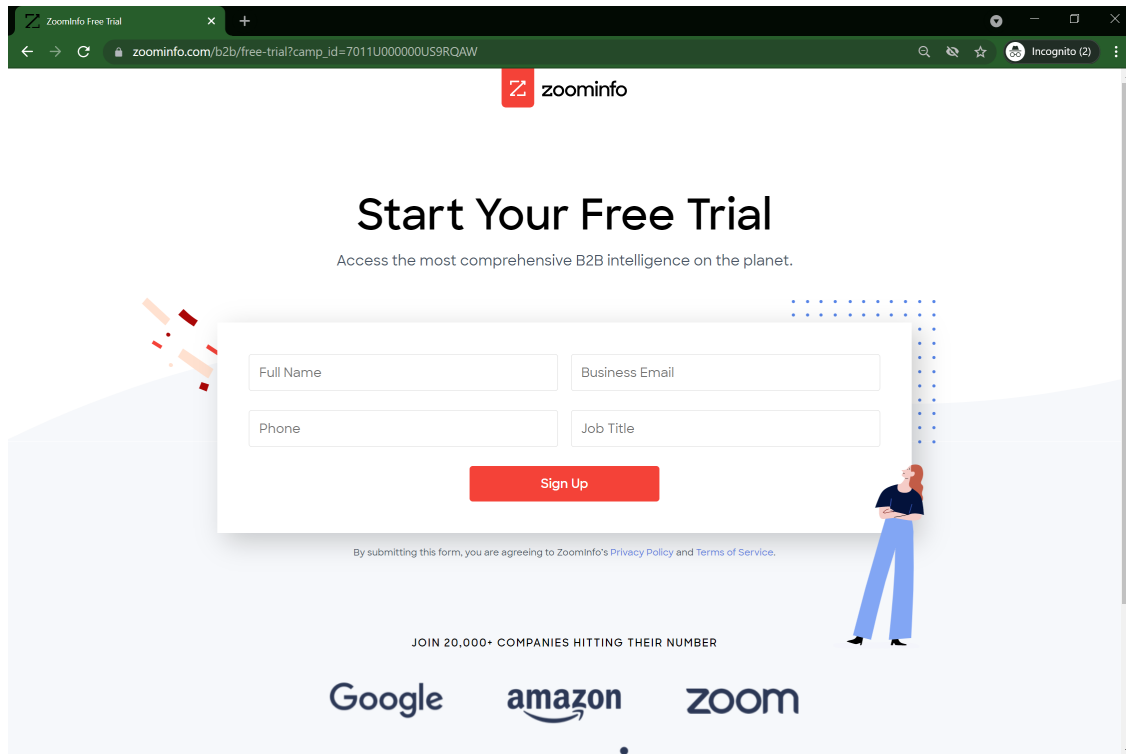 ZoomInfo Free Trial
zoominfo.com/b2b/free-trial?camp_id=7011U000000US9RQAW
Incognito (2)
zoominfo
Start Your Free Trial
Access the most comprehensive B2B intelligence on the planet.
Full Name
Business Email
Phone
Job Title
Sign Up
By submitting this form, you are agreeing to ZoomInfo's Privacy Policy and Terms of Service.
JOIN 20,000+ COMPANIES HITTING THEIR NUMBER
Google
amazon
zoom